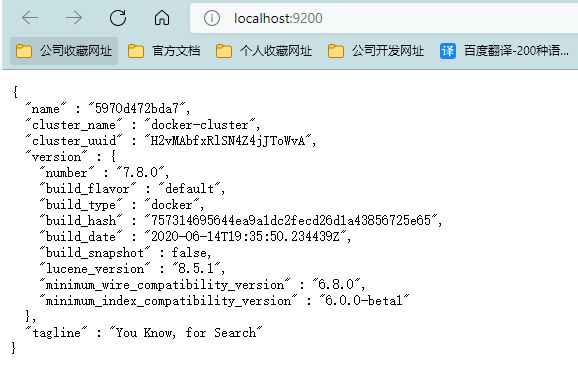 localhost:9200
公司收藏网址 官方文档 个人收藏网址 公司开发网址 译 百度翻译-200种语...
{
"name" : "5970d472bda7",
"cluster_name" : "docker-cluster",
"cluster_uuid" : "H2vMAbfxRlSN4Z4jJToWvA",
"version" : {
"number" : "7.8.0",
"build_flavor" : "default",
"build_type" : "docker",
"build_hash" : "757314695644ea9a1dc2fecd26d1a43856725e65",
"build_date" : "2020-06-14T19:35:50.234439Z",
"build_snapshot" : false,
"lucene_version" : "8.5.1",
"minimum_wire_compatibility_version" : "6.8.0",
"minimum_index_compatibility_version" : "6.0.0-beta1"
},
"tagline" : "You Know, for Search"
}